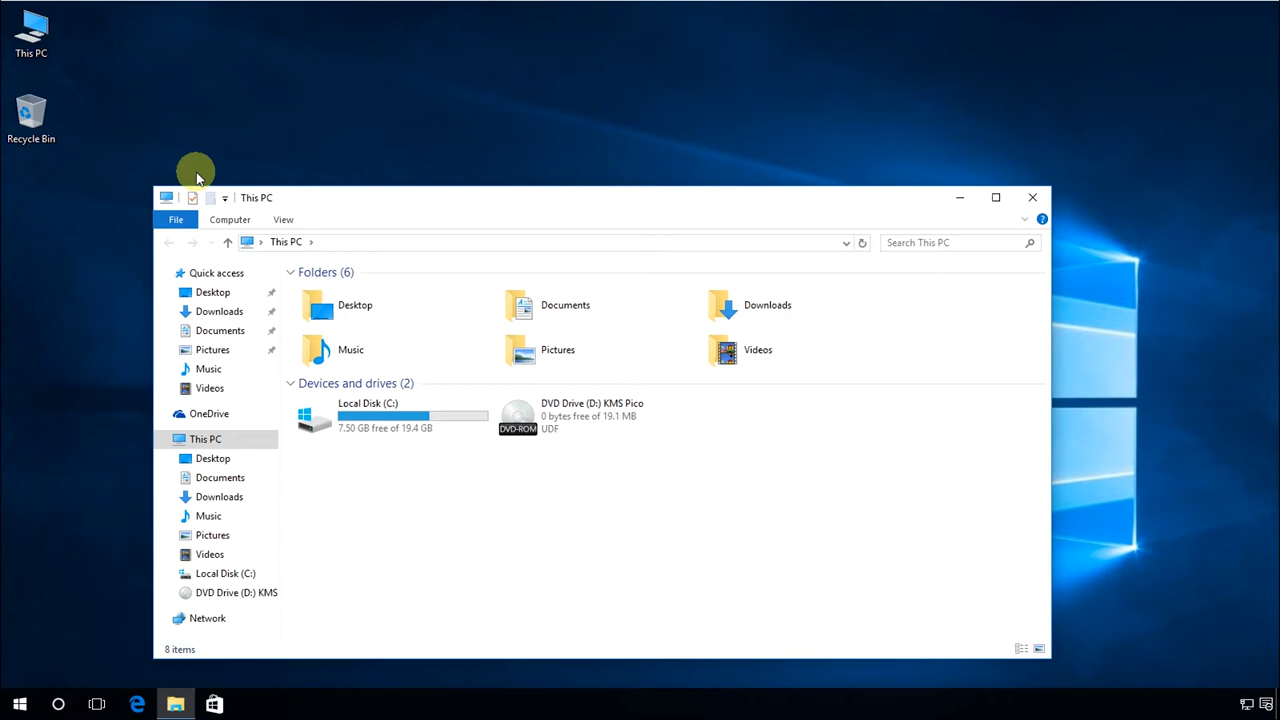 This PC
Recycle Bin
This PC
File
Computer
View
This PC
Search This PC
Quick access
Desktop
Downloads
Documents
Pictures
Music
Videos
OneDrive
This PC
Desktop
Downloads
Documents
Music
Pictures
Videos
Local Disk (C:)
DVD Drive (D:) KMS
Network
Folders (6)
Desktop
Documents
Downloads
Music
Pictures
Videos
Devices and drives (2)
Local Disk (C:)
7.50 GB free of 19.4 GB
DVD-ROM
DVD Drive (D:) KMS Pico
0 bytes free of 19.1 MB
UDF
8 items